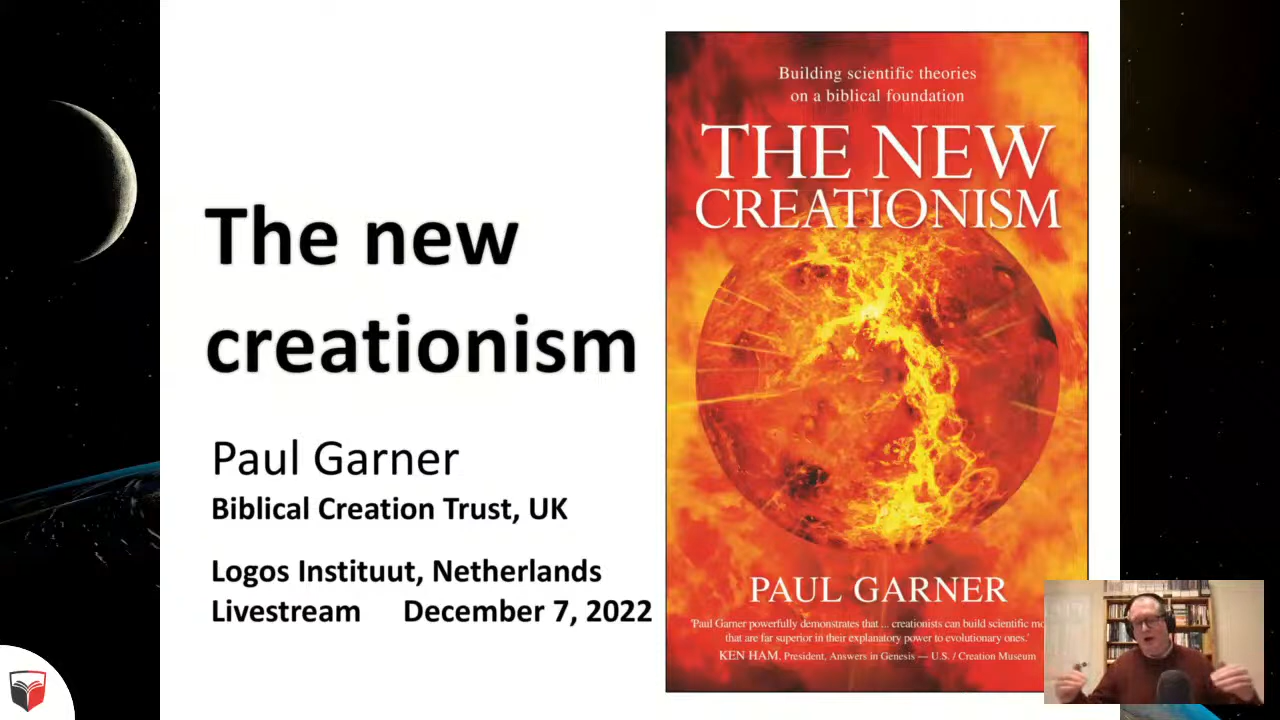 The new
creationism
Paul Garner
Biblical Creation Trust, UK
Logos Instituut, Netherlands
Livestream December 7, 2022
Building scientific theories
on a biblical foundation
THE NEW
CREATIONISM
PAUL GARNER
'Paul Garner powerfully demonstrates that ... creationists can build scientific
that are far superior in their explanatory power to evolutionary ones.'
KEN HAM, President, Answers in Genesis — U.S. / Creation Museum